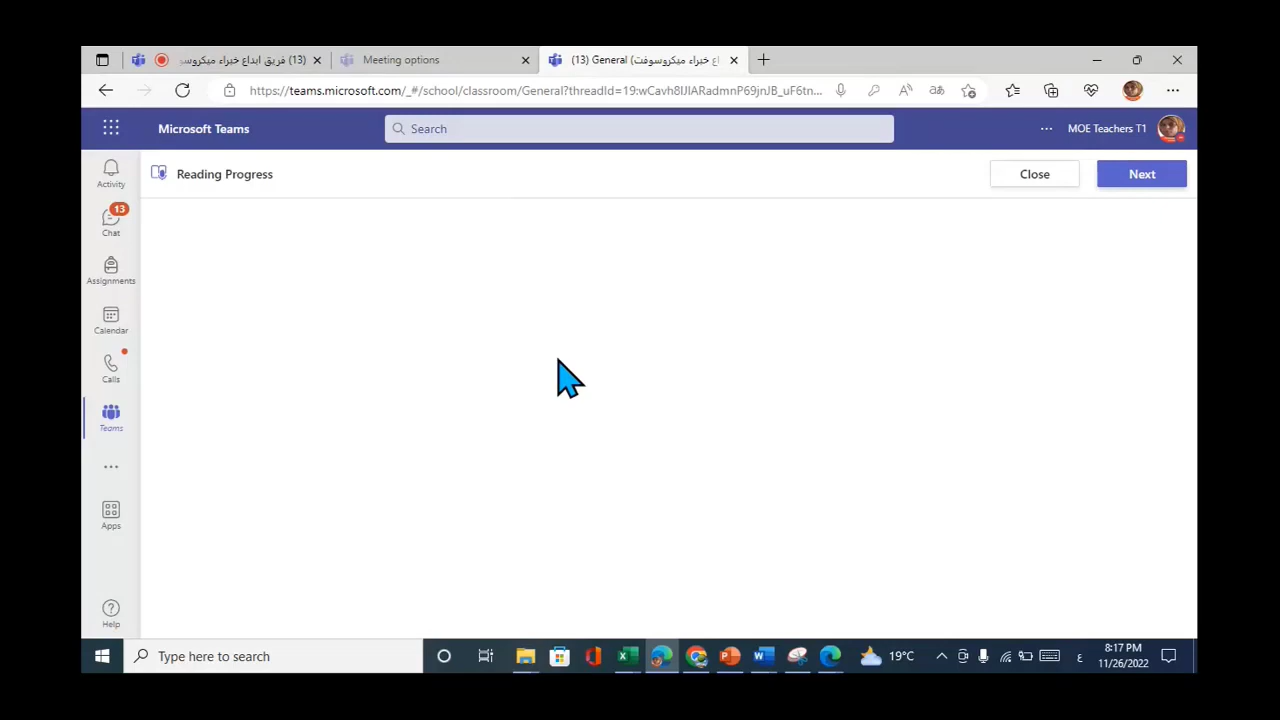 (13) فريق ابداع خبراء ميكروسو
Meeting options
(13) General (اع خبراء ميكروسوفت
https://teams.microsoft.com/_#/school/classroom/General?threadId=19:wCavh8IJIARadmnP69jnJB_uF6tn...
Microsoft Teams
Search
MOE Teachers T1
Reading Progress
Close
Next
Activity
13
Chat
Assignments
Calendar
Calls
Teams
Apps
Help
Type here to search
19°C
ع
8:17 PM
11/26/2022